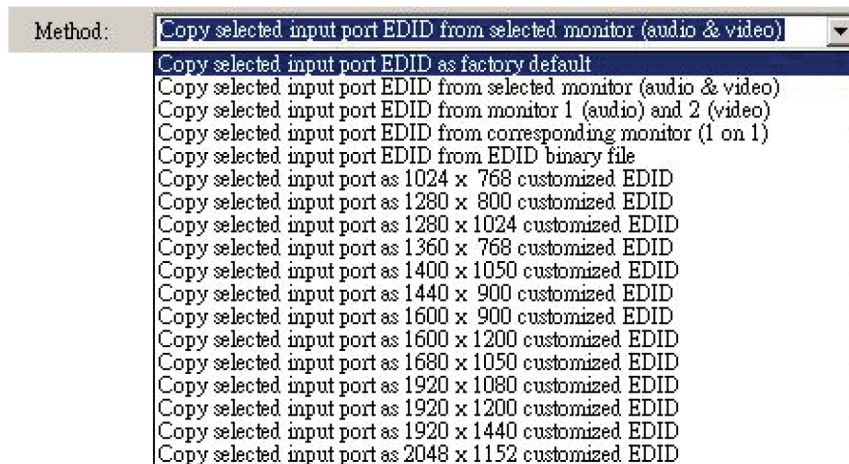 Method: Copy selected input port EDID from selected monitor (audio & video)
Copy selected input port EDID as factory default
Copy selected input port EDID from selected monitor (audio & video)
Copy selected input port EDID from monitor 1 (audio) and 2 (video)
Copy selected input port EDID from corresponding monitor (1 on 1)
Copy selected input port EDID from EDID binary file
Copy selected input port as 1024 x 768 customized EDID
Copy selected input port as 1280 x 800 customized EDID
Copy selected input port as 1280 x 1024 customized EDID
Copy selected input port as 1360 x 768 customized EDID
Copy selected input port as 1400 x 1050 customized EDID
Copy selected input port as 1440 x 900 customized EDID
Copy selected input port as 1600 x 900 customized EDID
Copy selected input port as 1600 x 1200 customized EDID
Copy selected input port as 1680 x 1050 customized EDID
Copy selected input port as 1920 x 1080 customized EDID
Copy selected input port as 1920 x 1200 customized EDID
Copy selected input port as 1920 x 1440 customized EDID
Copy selected input port as 2048 x 1152 customized EDID